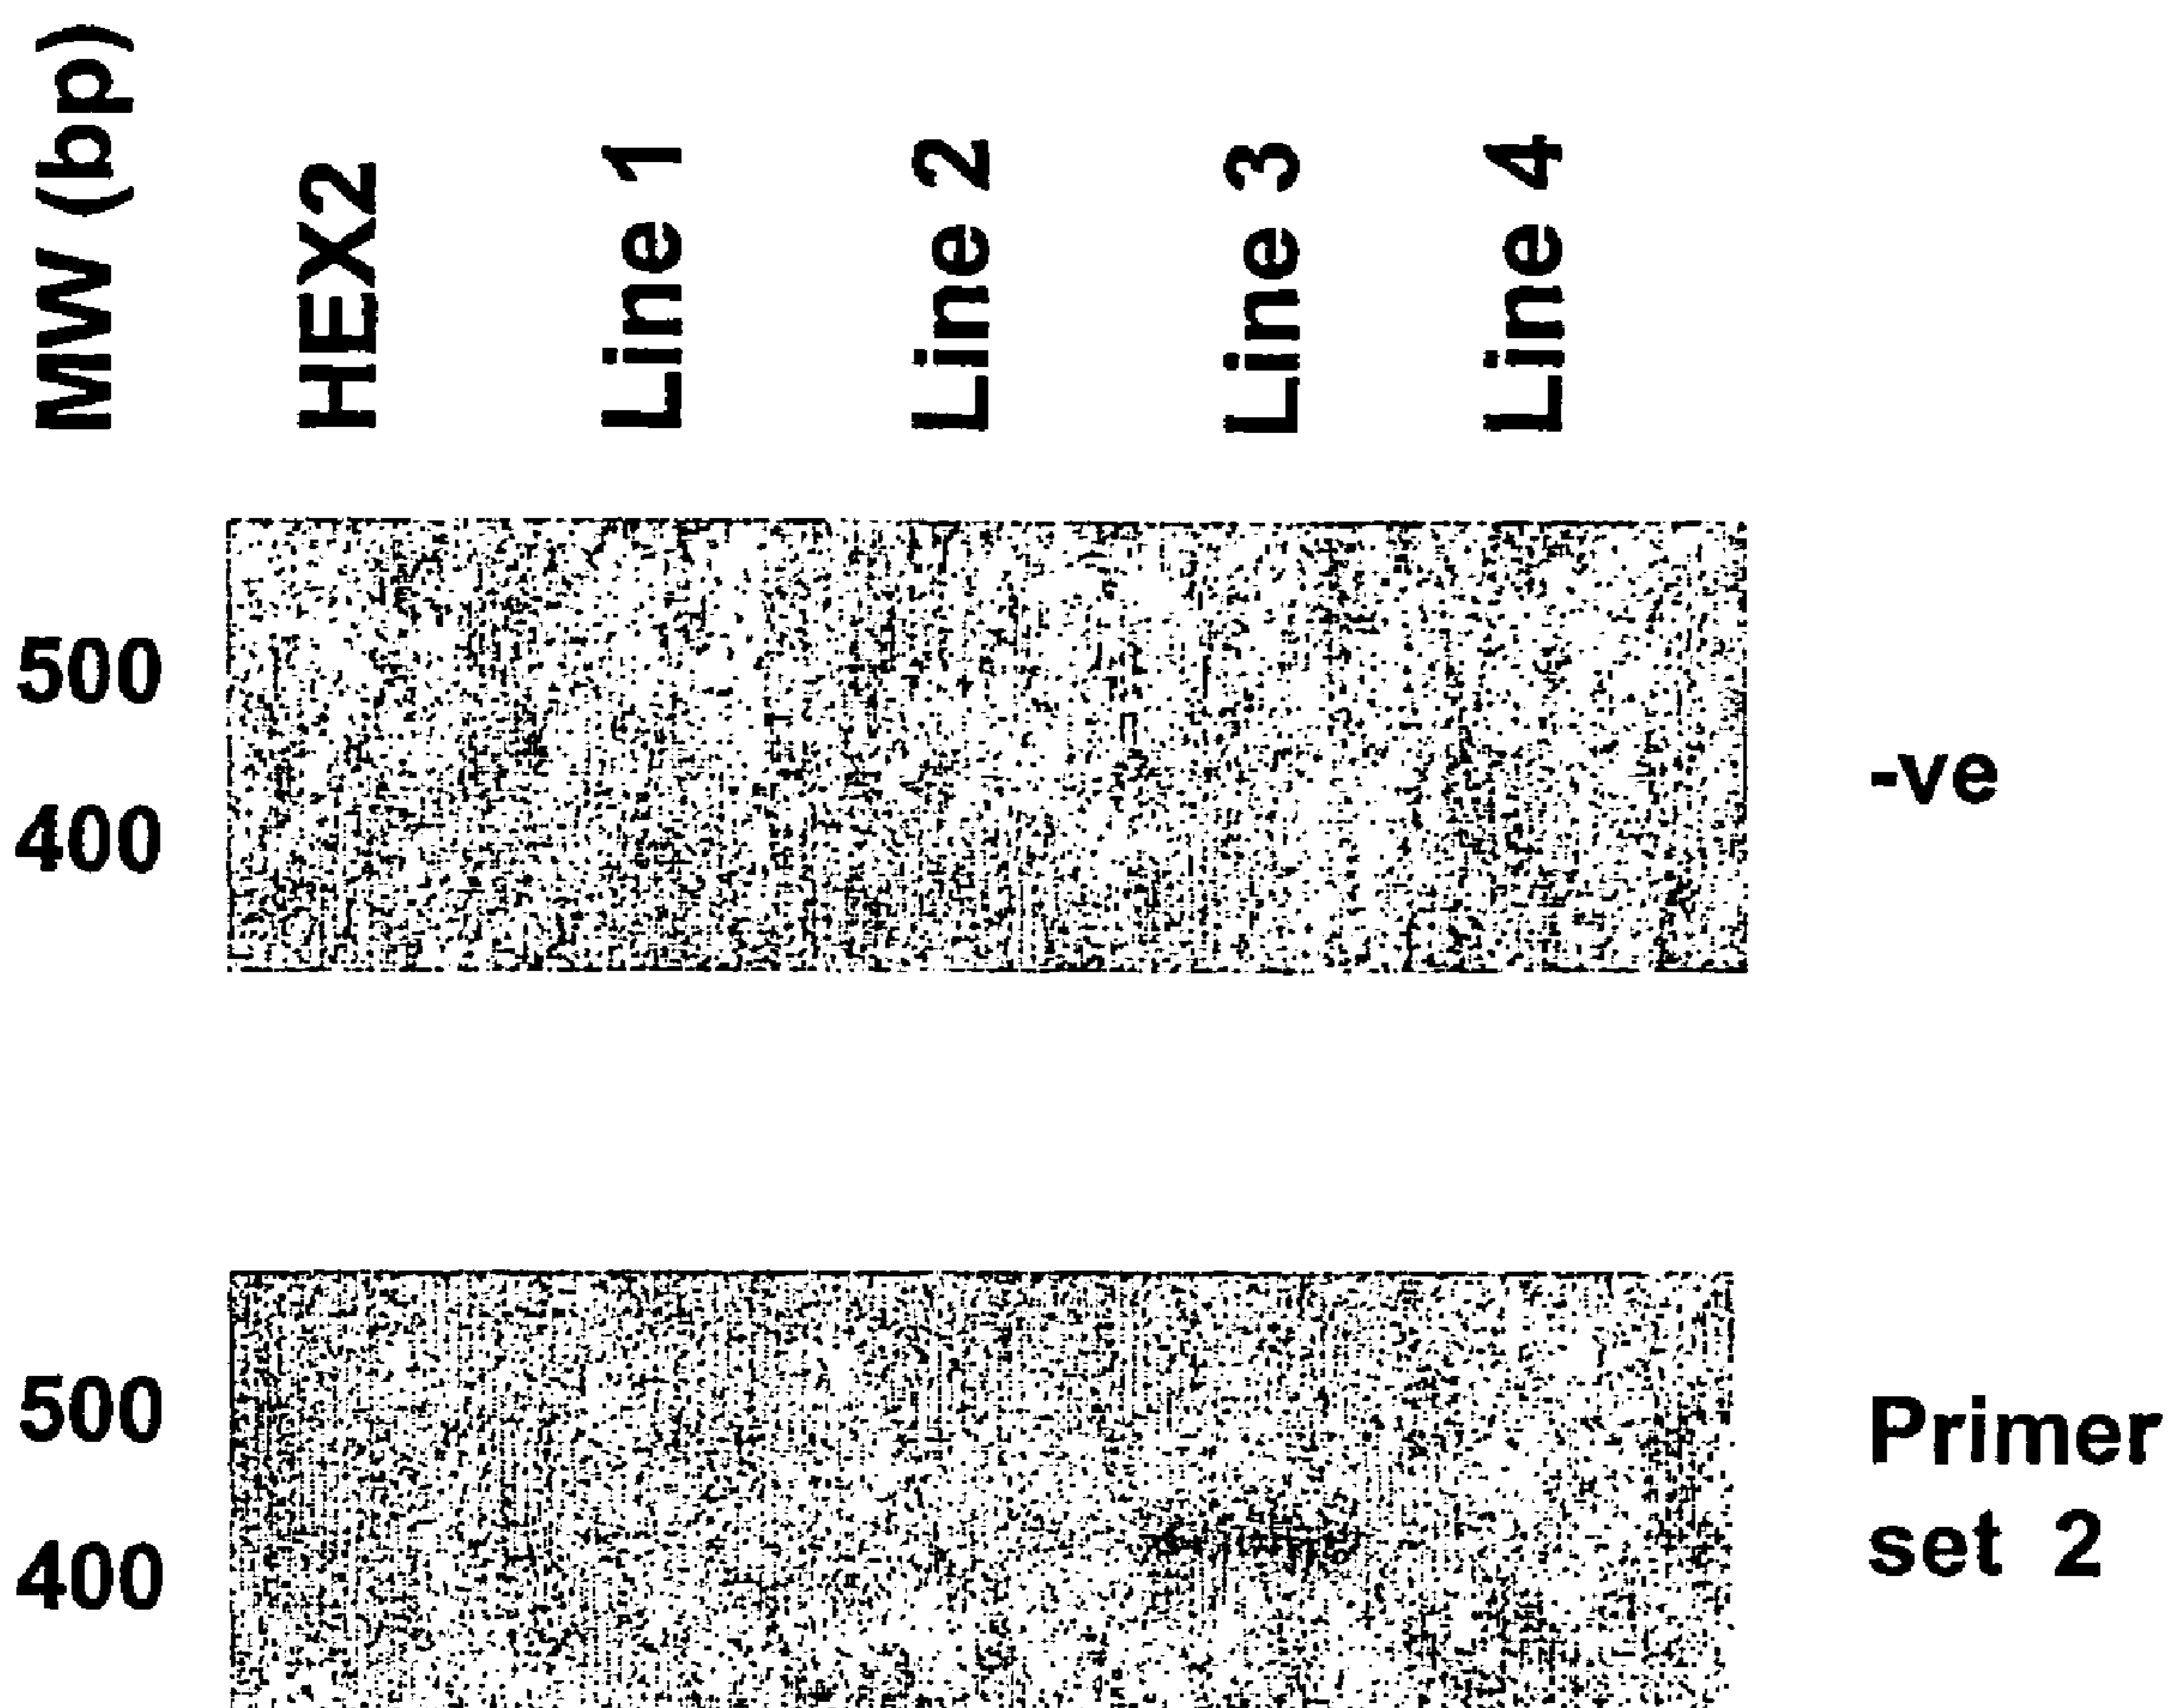 MW (bp)
HEX2
Line 1
Line 2
Line 3
Line 4
500
400
-ve
500
400
Primer
set 2